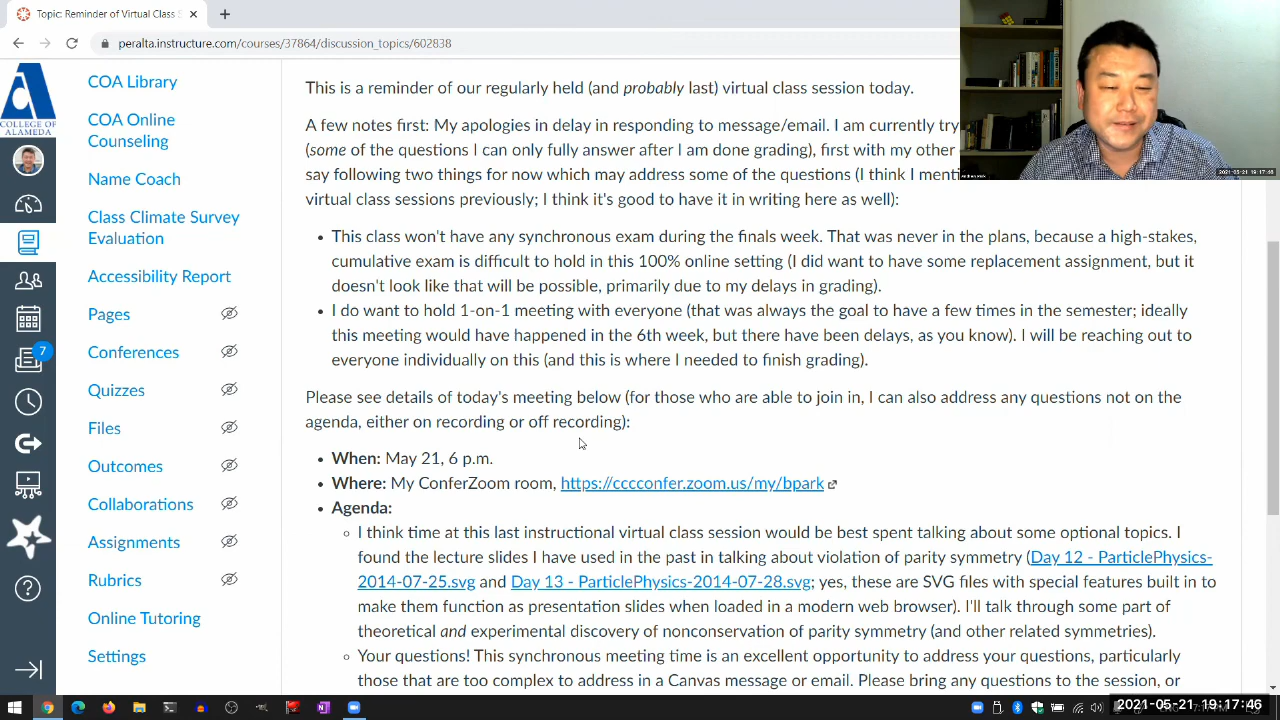 Topic: Reminder of Virtual Class S
peralta.instructure.com/courses/37864/discussion_topics/602838
COLLEGE OF
ALAMEDA
7
COA Library
COA Online
Counseling
Name Coach
Class Climate Survey
Evaluation
Accessibility Report
Pages
Conferences
Quizzes
Files
Outcomes
Collaborations
Assignments
Rubrics
Online Tutoring
Settings
This is a reminder of our regularly held (and probably last) virtual class session today.
A few notes first: My apologies in delay in responding to message/email. I am currently try
(some of the questions I can only fully answer after I am done grading), first with my other
say following two things for now which may address some of the questions (I think I menti
virtual class sessions previously; I think it's good to have it in writing here as well):
• This class won't have any synchronous exam during the finals week. That was never in the plans, because a high-stakes,
cumulative exam is difficult to hold in this 100% online setting (I did want to have some replacement assignment, but it
doesn't look like that will be possible, primarily due to my delays in grading).
• I do want to hold 1-on-1 meeting with everyone (that was always the goal to have a few times in the semester; ideally
this meeting would have happened in the 6th week, but there have been delays, as you know). I will be reaching out to
everyone individually on this (and this is where I needed to finish grading).
Please see details of today's meeting below (for those who are able to join in, I can also address any questions not on the
agenda, either on recording or off recording):
• When: May 21, 6 p.m.
• Where: My ConferZoom room, https://cccconfer.zoom.us/my/bpark
• Agenda:
◦ I think time at this last instructional virtual class session would be best spent talking about some optional topics. I
found the lecture slides I have used in the past in talking about violation of parity symmetry (Day 12 - ParticlePhysics-
2014-07-25.svg and Day 13 - ParticlePhysics-2014-07-28.svg; yes, these are SVG files with special features built in to
make them function as presentation slides when loaded in a modern web browser). I'll talk through some part of
theoretical and experimental discovery of nonconservation of parity symmetry (and other related symmetries).
◦ Your questions! This synchronous meeting time is an excellent opportunity to address your questions, particularly
those that are too complex to address in a Canvas message or email. Please bring any questions to the session, or
2021-05-21 19:17:46
2021-05-21 19:17:46